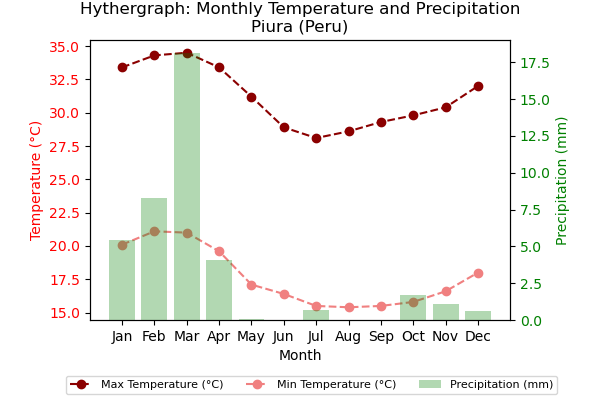 Hythergraph: Monthly Temperature and Precipitation
Piura (Peru)
35.0
32.5
30.0
27.5
25.0
22.5
20.0
17.5
15.0
Temperature (°C)
17.5
15.0
12.5
10.0
7.5
5.0
2.5
0.0
Precipitation (mm)
Jan Feb Mar Apr May Jun Jul Aug Sep Oct Nov Dec
Month
Max Temperature (°C) Min Temperature (°C) Precipitation (mm)